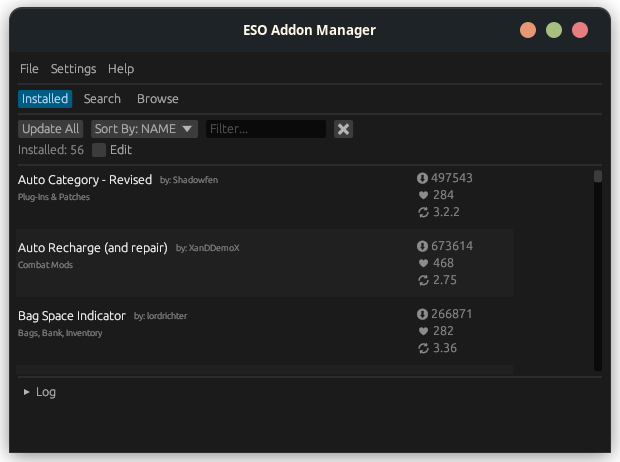 ESO Addon Manager
File Settings Help
Installed Search Browse
Update All Sort By: NAME Filter...
Installed: 56 Edit
Auto Category - Revised by: Shadowfen 497543
Plug-Ins & Patches 284
3.2.2
Auto Recharge (and repair) by: XanDDemoX 673614
Combat Mods 468
2.75
Bag Space Indicator by: lordrichter 266871
Bags, Bank, Inventory 282
3.36
Log